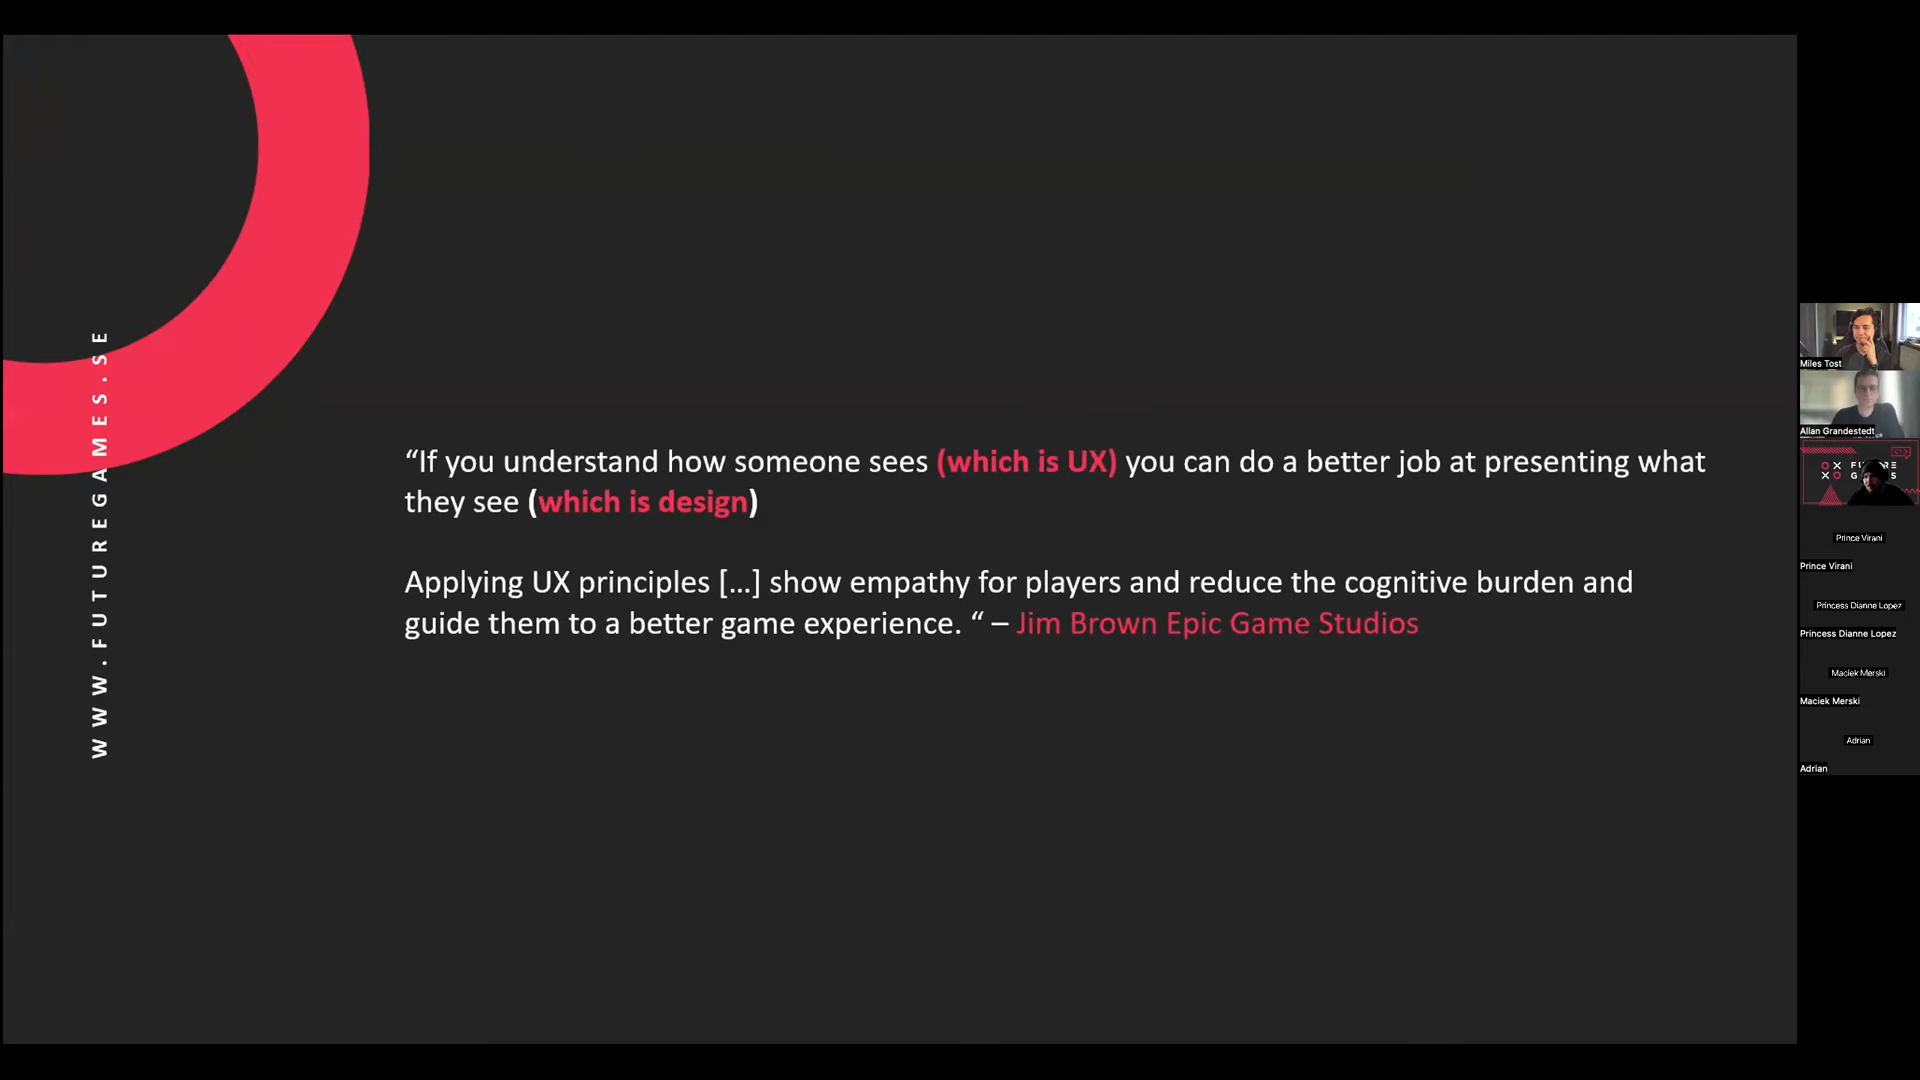 WWW.FUTUREGAMES.SE
“If you understand how someone sees (which is UX) you can do a better job at presenting what
they see (which is design)
Applying UX principles […] show empathy for players and reduce the cognitive burden and
guide them to a better game experience. “ – Jim Brown Epic Game Studios
Miles Tost
Allan Grandestedt
Prince Virani
Prince Virani
Princess Dianne Lopez
Princess Dianne Lopez
Maciek Merski
Maciek Merski
Adrian
Adrian